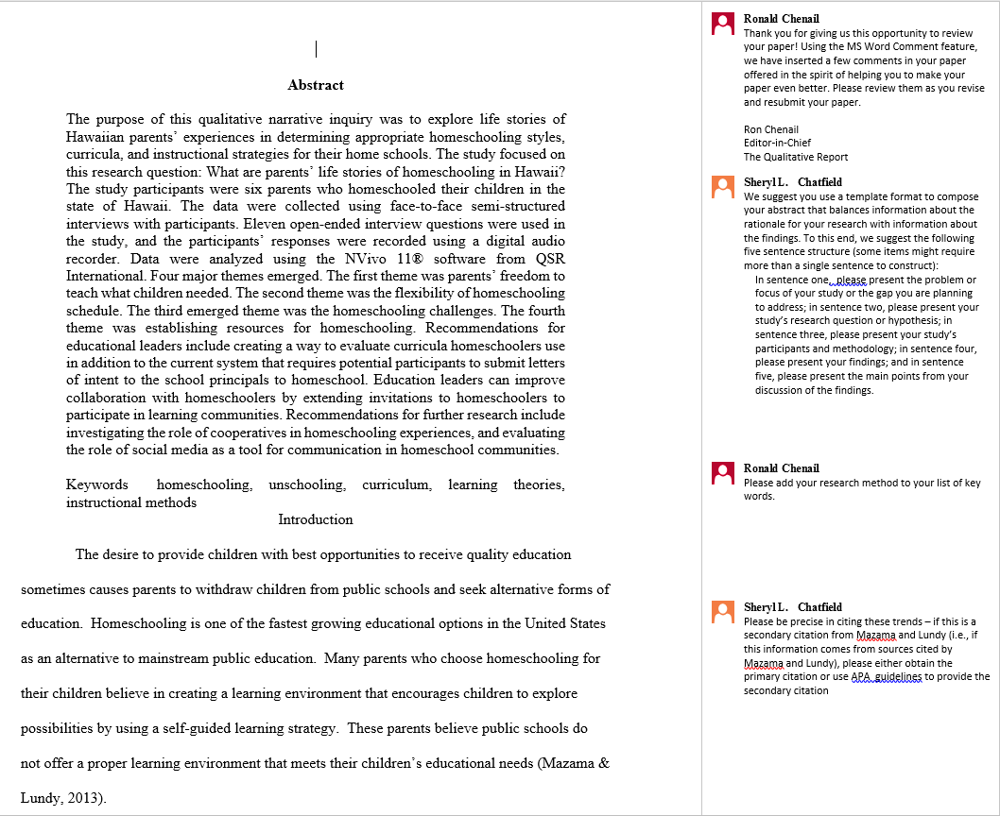 Abstract
The purpose of this qualitative narrative inquiry was to explore life stories of
Hawaiian parents' experiences in determining appropriate homeschooling styles,
curricula, and instructional strategies for their home schools. The study focused on
this research question: What are parents' life stories of homeschooling in Hawaii?
The study participants were six parents who homeschooled their children in the
state of Hawaii. The data were collected using face-to-face semi-structured
interviews with participants. Eleven open-ended interview questions were used in
the study, and the participants' responses were recorded using a digital audio
recorder. Data were analyzed using the NVivo 11® software from QSR
International. Four major themes emerged. The first theme was parents' freedom to
teach what children needed. The second theme was the flexibility of homeschooling
schedule. The third emerged theme was the homeschooling challenges. The fourth
theme was establishing resources for homeschooling. Recommendations for
educational leaders include creating a way to evaluate curricula homeschoolers use
in addition to the current system that requires potential participants to submit letters
of intent to the school principals to homeschool. Education leaders can improve
collaboration with homeschoolers by extending invitations to homeschoolers to
participate in learning communities. Recommendations for further research include
investigating the role of cooperatives in homeschooling experiences, and evaluating
the role of social media as a tool for communication in homeschool communities.
Keywords homeschooling, unschooling, curriculum, learning theories,
instructional methods
Introduction
The desire to provide children with best opportunities to receive quality education
sometimes causes parents to withdraw children from public schools and seek alternative forms of
education. Homeschooling is one of the fastest growing educational options in the United States
as an alternative to mainstream public education. Many parents who choose homeschooling for
their children believe in creating a learning environment that encourages children to explore
possibilities by using a self-guided learning strategy. These parents believe public schools do
not offer a proper learning environment that meets their children's educational needs (Mazama &
Lundy, 2013).
Ronald Chenail
Thank you for giving us this opportunity to review
your paper! Using the MS Word Comment feature,
we have inserted a few comments in your paper
offered in the spirit of helping you to make your
paper even better. Please review them as you revise
and resubmit your paper.
Ron Chenail
Editor-in-Chief
The Qualitative Report
Sheryl L. Chatfield
We suggest you use a template format to compose
your abstract that balances information about the
rationale for your research with information about
the findings. To this end, we suggest the following
five sentence structure (some items might require
more than a single sentence to construct):
In sentence one, please present the problem or
focus of your study or the gap you are planning
to address; in sentence two, please present your
study's research question or hypothesis; in
sentence three, please present your study's
participants and methodology; in sentence four,
please present your findings; and in sentence
five, please present the main points from your
discussion of the findings.
Ronald Chenail
Please add your research method to your list of key
words.
Sheryl L. Chatfield
Please be precise in citing these trends – if this is a
secondary citation from Mazama and Lundy (i.e., if
this information comes from sources cited by
Mazama and Lundy), please either obtain the
primary citation or use APA guidelines to provide the
secondary citation